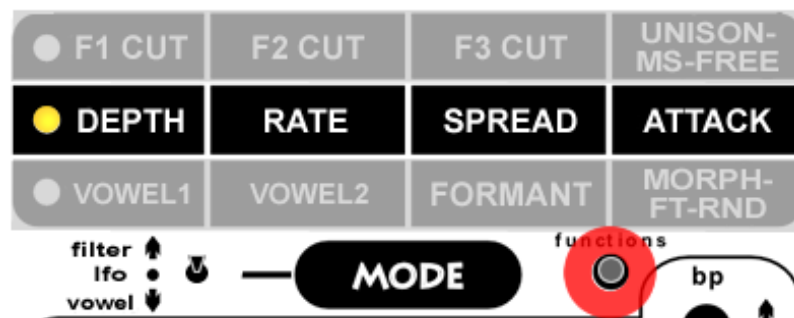 F1 CUT F2 CUT F3 CUT UNISON-
MS-FREE
DEPTH RATE SPREAD ATTACK
VOWEL1 VOWEL2 FORMANT MORPH-
FT-RND
filter
lfo
vowel
MODE
functions
bp